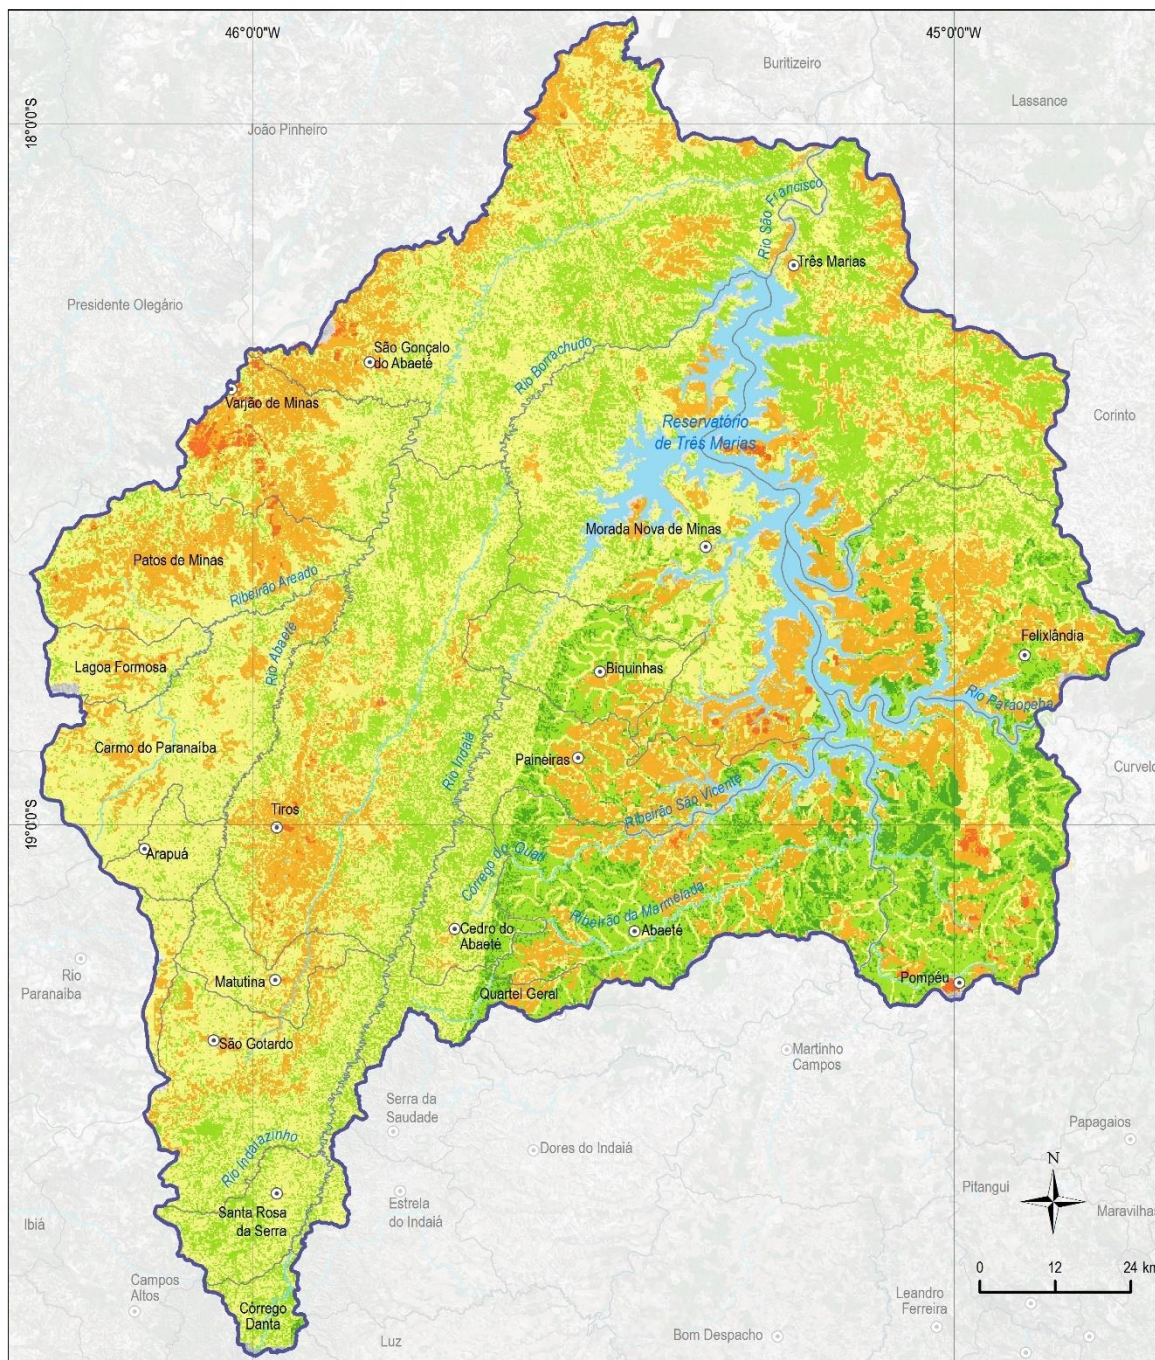 46°0'0"W
45°0'0"W
Buritizeiro
Lassance
18°0'0"S
João Pinheiro
Rio São Francisco
Três Marias
Presidente Olegário
São Gonçalo
do Abaeté
Rio Borrachudo
Varjão de Minas
Corinto
Reservatório
de Três Marias
Morada Nova de Minas
Patos de Minas
Ribeirão Areado
Rio Abaeté
Felixlândia
Lagoa Formosa
Biquinhas
Rio Paraopeba
Carmo do Paranaíba
Rio Indaiá
Paineiras
Curvelo
Ribeirão São Vicente
Tiros
19°0'0"S
Arapuá
Córrego do Quati
Ribeirão da Marmelada
Cedro do
Abaeté
Abaeté
Rio
Paranaíba
Matutina
Quartel Geral
Pompéu
São Gotardo
Martinho
Campos
Serra da
Saudade
Papagaios
Rio Indaiazinho
Dores do Indaiá
N
Pitangui
Maravilhas
Santa Rosa
da Serra
Estrela
do Indaiá
Ibiá
0 12 24 km
Campos
Altos
Córrego
Danta
Leandro
Ferreira
Luz
Bom Despacho